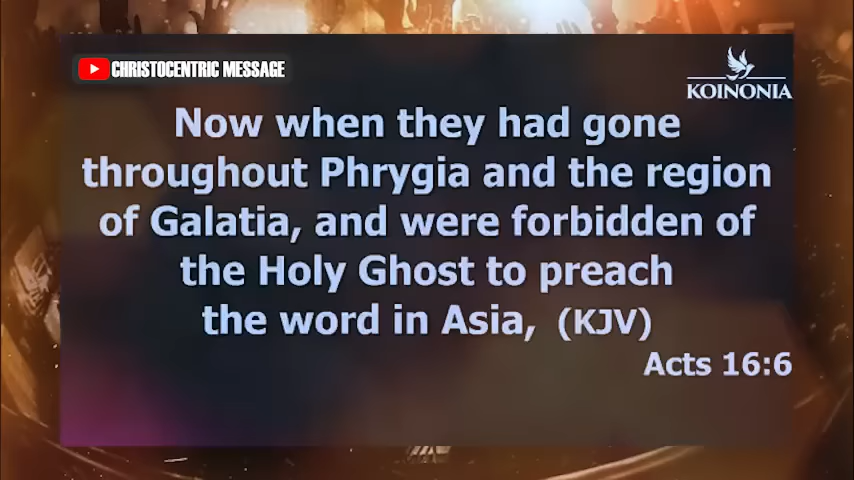 CHRISTOCENTRIC MESSAGE
KOINONIA
Now when they had gone
throughout Phrygia and the region
of Galatia, and were forbidden of
the Holy Ghost to preach
the word in Asia, (KJV)
Acts 16:6